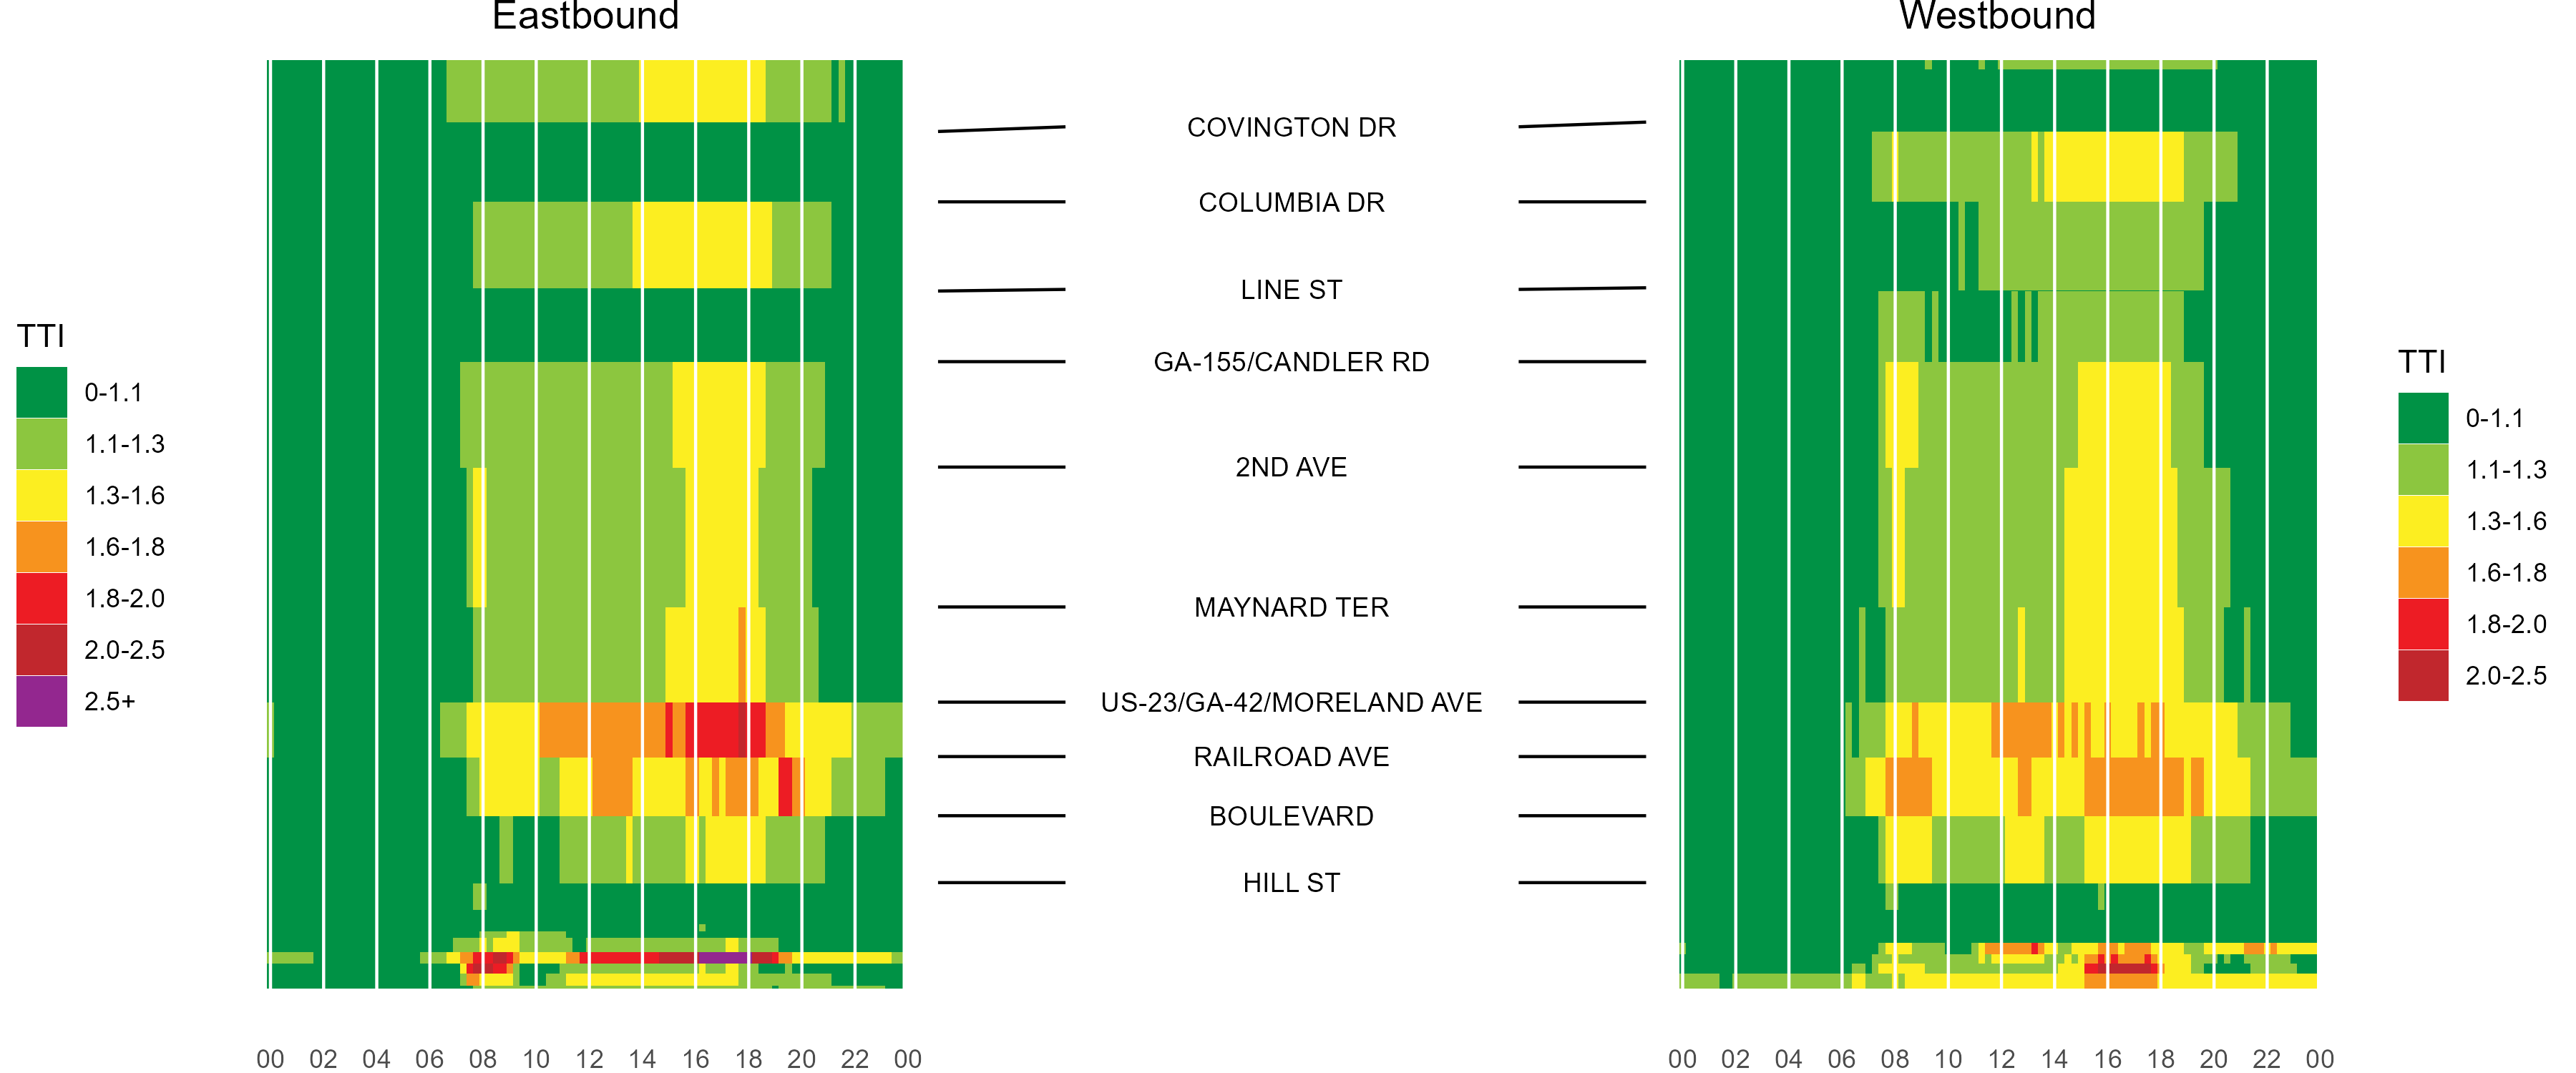 Eastbound
Westbound
COVINGTON DR
COLUMBIA DR
LINE ST
GA-155/CANDLER RD
2ND AVE
MAYNARD TER
US-23/GA-42/MORELAND AVE
RAILROAD AVE
BOULEVARD
HILL ST
TTI
0-1.1
1.1-1.3
1.3-1.6
1.6-1.8
1.8-2.0
2.0-2.5
2.5+
TTI
0-1.1
1.1-1.3
1.3-1.6
1.6-1.8
1.8-2.0
2.0-2.5
00 02 04 06 08 10 12 14 16 18 20 22 00
00 02 04 06 08 10 12 14 16 18 20 22 00